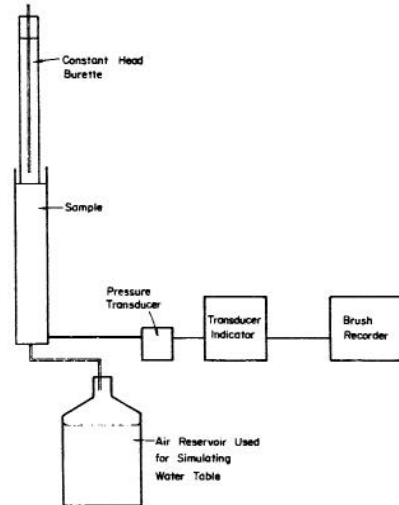 Constant Head
Burette
Sample
Pressure
Transducer
Transducer
Indicator
Brush
Recorder
Air Reservoir Used
for Simulating
Water Table